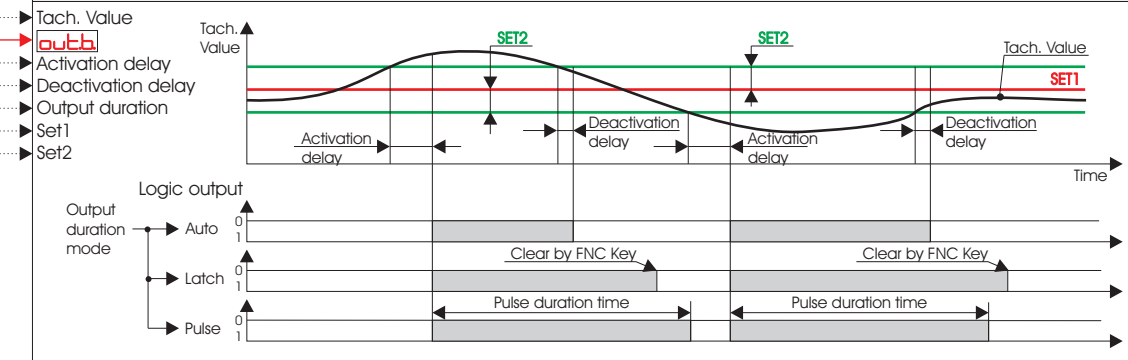 Tach. Value
out.b
Activation delay
Deactivation delay
Output duration
Set1
Set2
Tach.
Value
SET2
SET2
Tach. Value
SET1
Activation
delay
Deactivation
delay
Activation
delay
Deactivation
delay
Time
Logic output
Output
duration
mode
Auto
0
1
Clear by FNC Key
Clear by FNC Key
Latch
0
1
Pulse duration time
Pulse duration time
Pulse
0
1